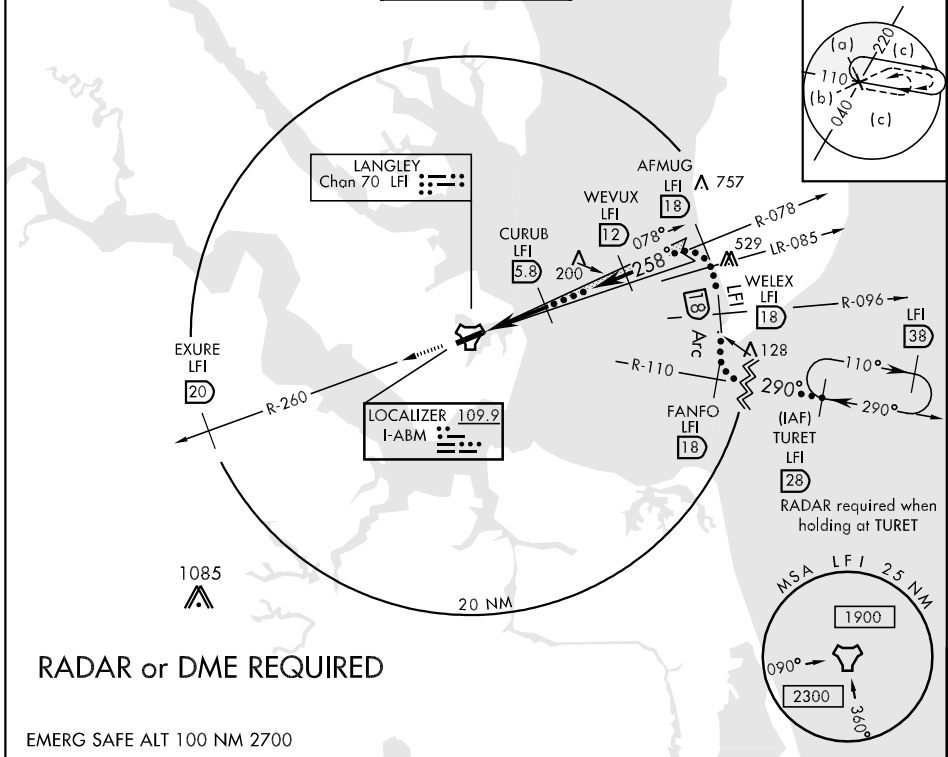 (a)
220
(c)
110
(b)
040
(c)
LANGLEY
Chan 70 LFI
AFMUG
LFI
18
757
WEVUX
LFI
12
CURUB
LFI
5.8
200
078°
258°
R-078
529
LR-085
LFI
18
Arc
WELEX
LFI
18
R-096
LFI
38
128
R-110
110°
290°
290°
EXURE
LFI
20
R-260
LOCALIZER 109.9
I-ABM
FANFO
LFI
18
(IAF)
TURET
LFI
28
RADAR required when
holding at TURET
1085
20 NM
MSA LFI 25 NM
1900
090°
2300
360°
RADAR or DME REQUIRED
EMERG SAFE ALT 100 NM 2700